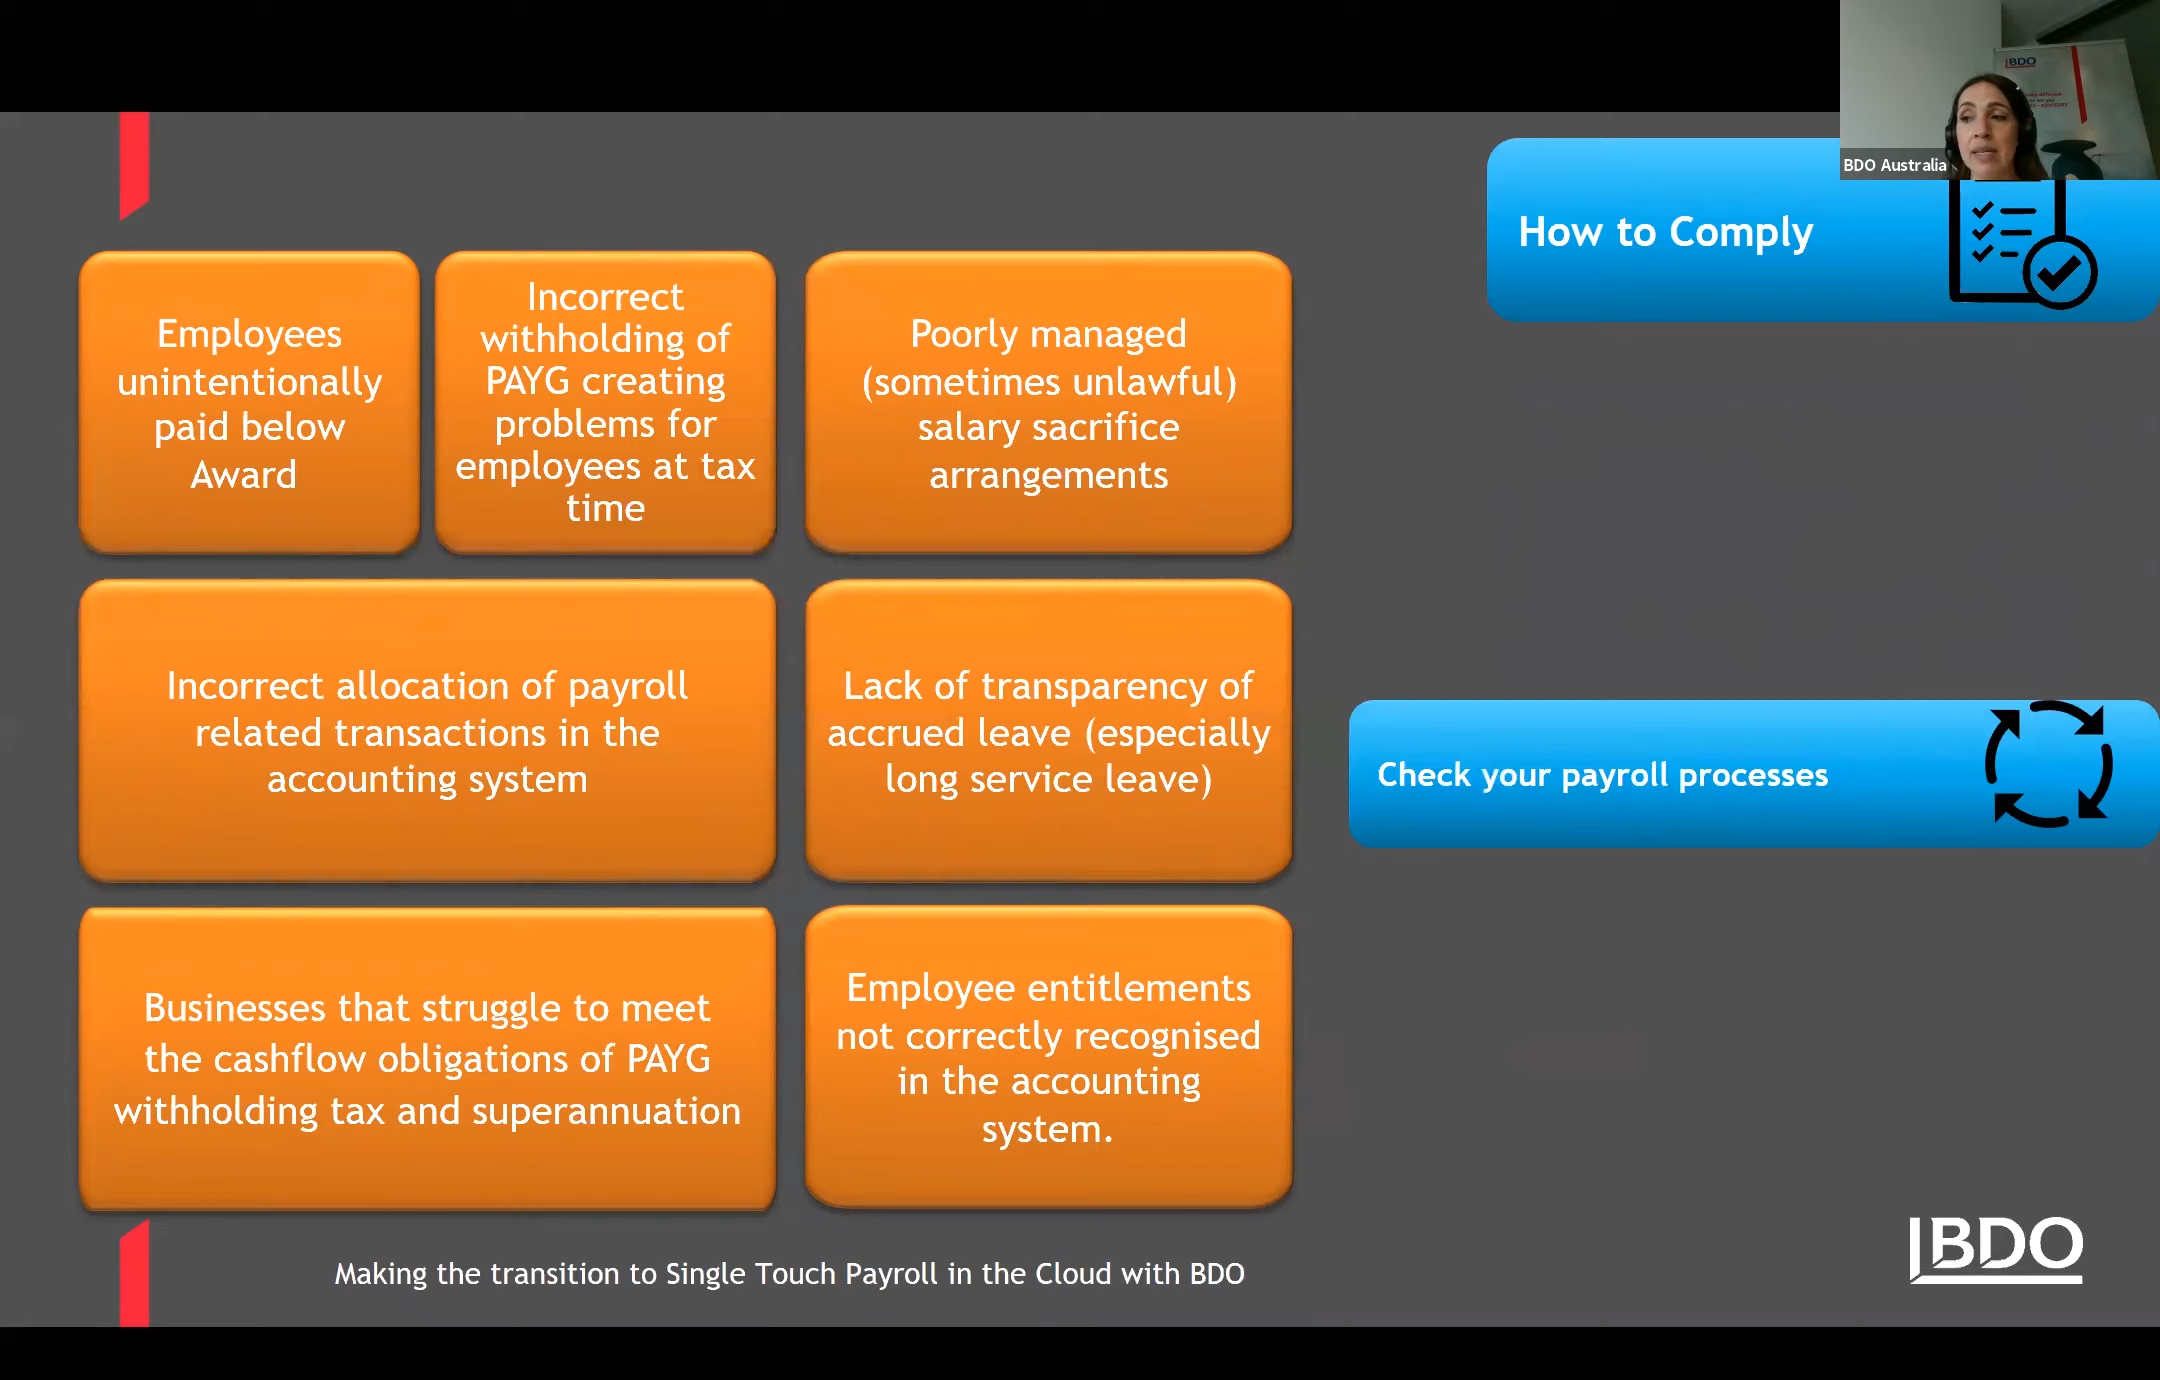 BDO
BDO Australia
How to Comply
Employees
unintentionally
paid below
Award
Incorrect
withholding of
PAYG creating
problems for
employees at tax
time
Poorly managed
(sometimes unlawful)
salary sacrifice
arrangements
Incorrect allocation of payroll
related transactions in the
accounting system
Lack of transparency of
accrued leave (especially
long service leave)
Check your payroll processes
Businesses that struggle to meet
the cashflow obligations of PAYG
withholding tax and superannuation
Employee entitlements
not correctly recognised
in the accounting
system.
Making the transition to Single Touch Payroll in the Cloud with BDO
BDO